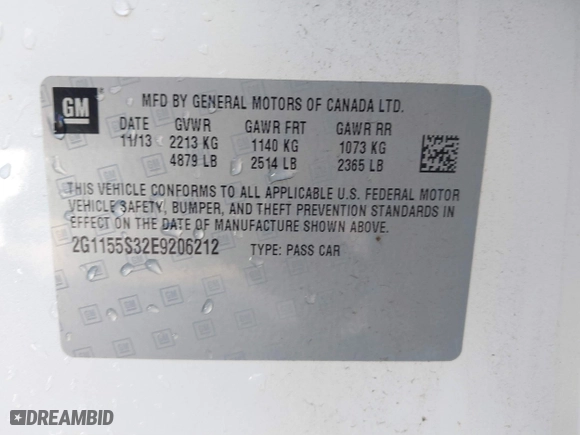 GM
MFD BY GENERAL MOTORS OF CANADA LTD.
DATE GVWR GAWR FRT GAWR RR
11/13 2213 KG 1140 KG 1073 KG
4879 LB 2514 LB 2365 LB
THIS VEHICLE CONFORMS TO ALL APPLICABLE U.S. FEDERAL MOTOR
VEHICLE SAFETY, BUMPER, AND THEFT PREVENTION STANDARDS IN
EFFECT ON THE DATE OF MANUFACTURE SHOWN ABOVE.
2G1155S32E9206212 TYPE: PASS CAR
DREAMBID